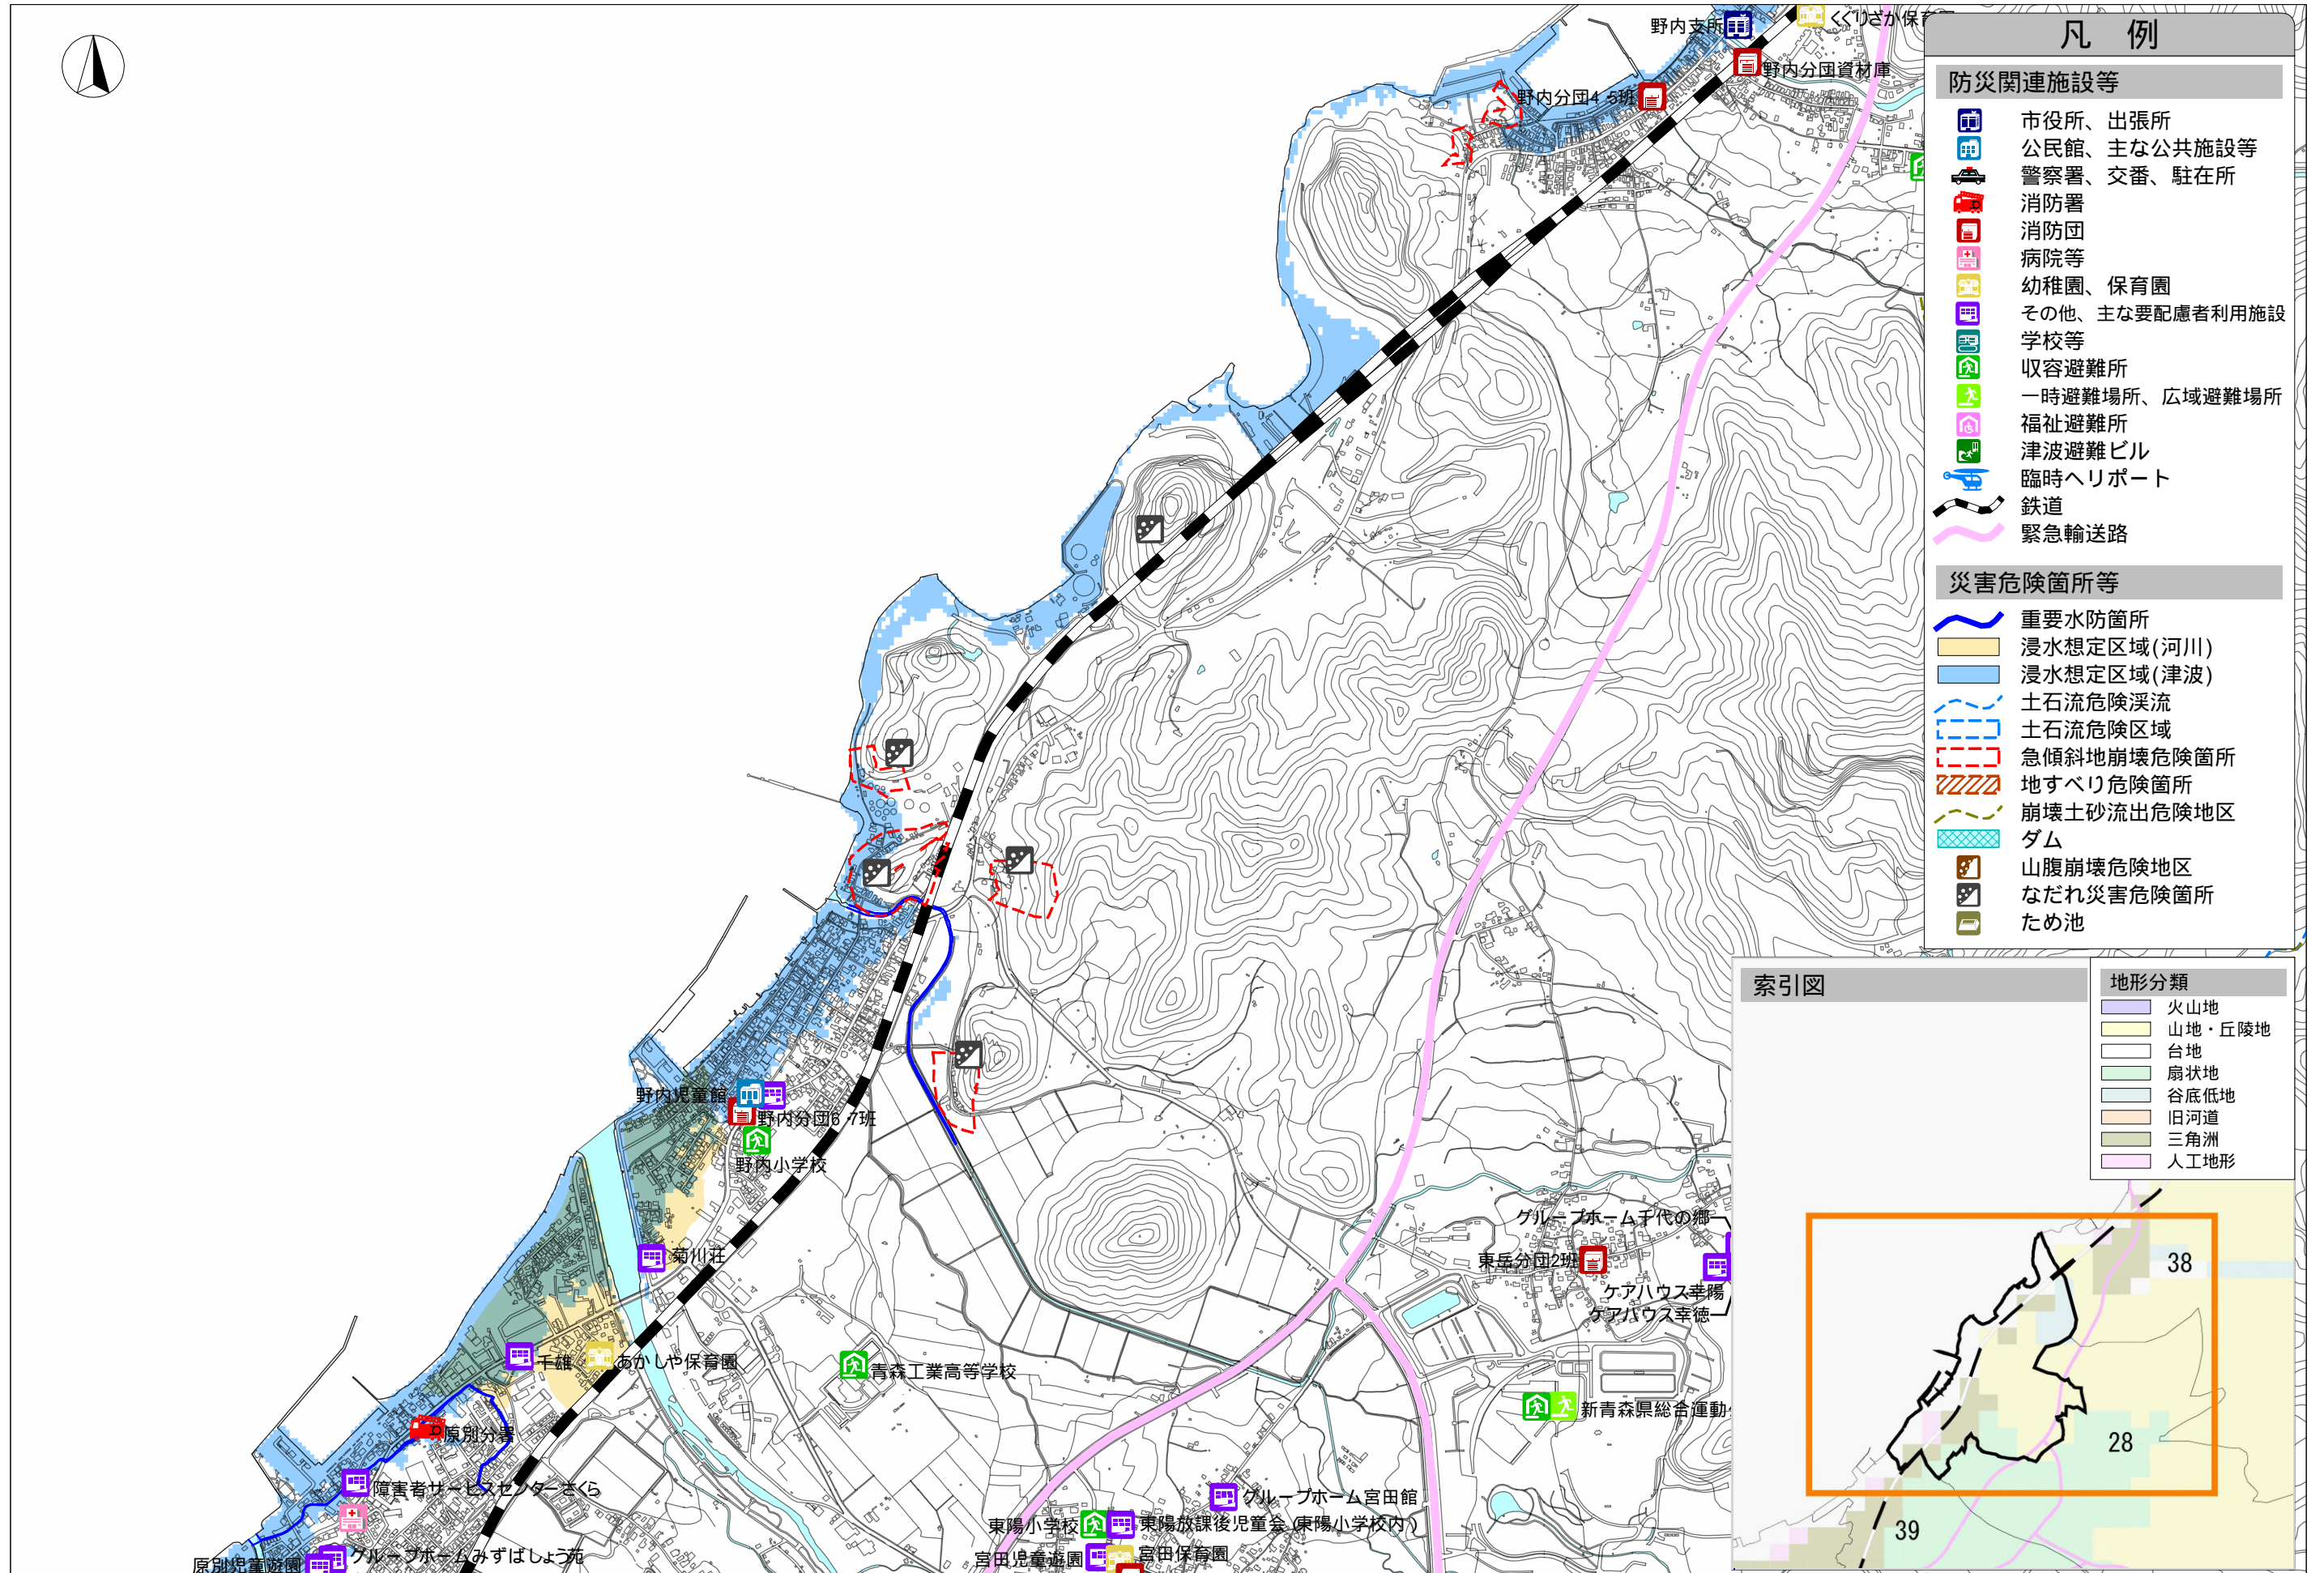 野内支所
くぐりざか保育
野内分団資材庫
野内分団4 5班
凡 例
防災関連施設等
市役所、出張所
公民館、主な公共施設等
警察署、交番、駐在所
消防署
消防団
病院等
幼稚園、保育園
その他、主な要配慮者利用施設
学校等
収容避難所
一時避難場所、広域避難場所
福祉避難所
津波避難ビル
臨時ヘリポート
鉄道
緊急輸送路
災害危険箇所等
重要水防箇所
浸水想定区域(河川)
浸水想定区域(津波)
土石流危険渓流
土石流危険区域
急傾斜地崩壊危険箇所
地すべり危険箇所
崩壊土砂流出危険地区
ダム
山腹崩壊危険地区
なだれ災害危険箇所
ため池
索引図
地形分類
火山地
山地・丘陵地
台地
扇状地
谷底低地
旧河道
三角洲
人工地形
38
28
39
野内児童館
野内分団6 7班
野内小学校
菊川荘
千雄
あかしや保育園
青森工業高等学校
原別分署
障害者サービスセンターさくら
グループホームみずばしょう苑
原別児童遊園
グループホーム千代の郷
東岳分団2班
ケアハウス幸陽
ケアハウス幸徳
新青森県総合運動
グループホーム宮田館
東陽小学校
東陽放課後児童会(東陽小学校内)
宮田児童遊園
宮田保育園